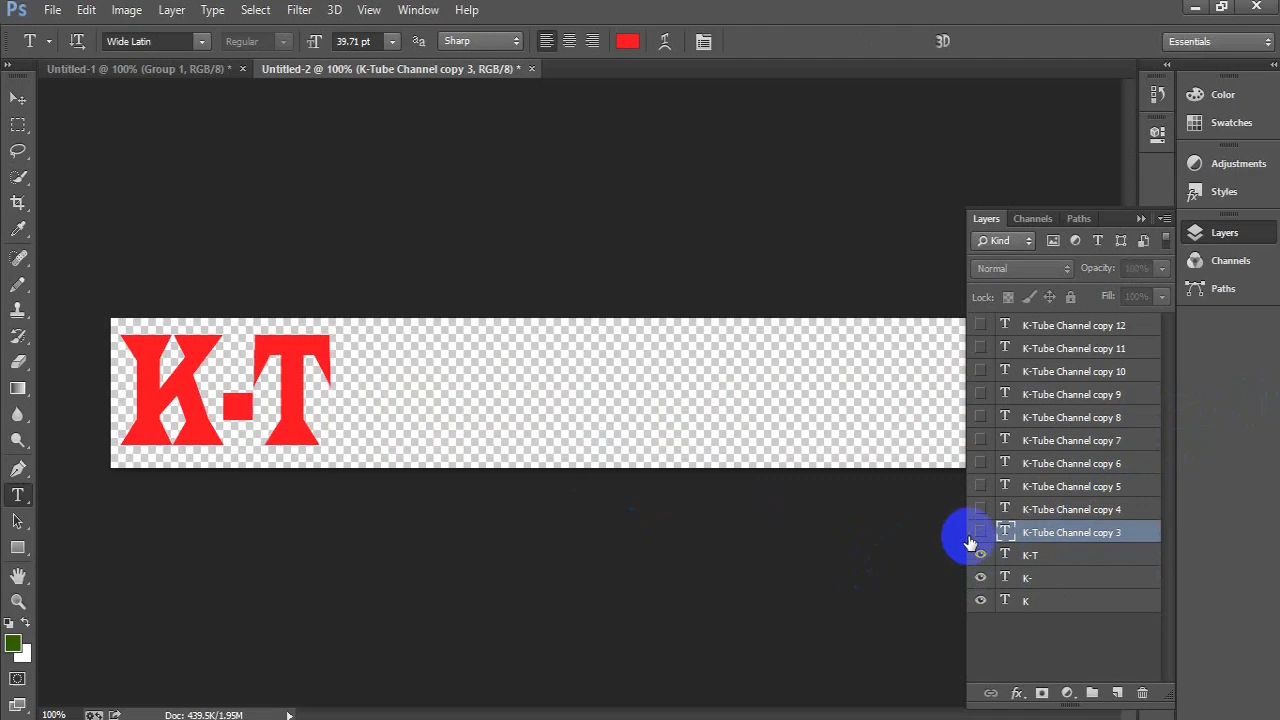 Ps File Edit Image Layer Type Select Filter 3D View Window Help
T Wide Latin Regular 39.71 pt Sharp 3D Essentials
Untitled-1 @ 100% (Group 1, RGB/8) * × Untitled-2 @ 100% (K-Tube Channel copy 3, RGB/8) * ×
Color
Swatches
Adjustments
Styles
Layers
Channels
Paths
K-T
Layers Channels Paths
Kind
Normal Opacity: 100%
Lock: Fill: 100%
K-Tube Channel copy 12
K-Tube Channel copy 11
K-Tube Channel copy 10
K-Tube Channel copy 9
K-Tube Channel copy 8
K-Tube Channel copy 7
K-Tube Channel copy 6
K-Tube Channel copy 5
K-Tube Channel copy 4
K-Tube Channel copy 3
K-T
K-
K
100% Doc: 439.5K/1.95M